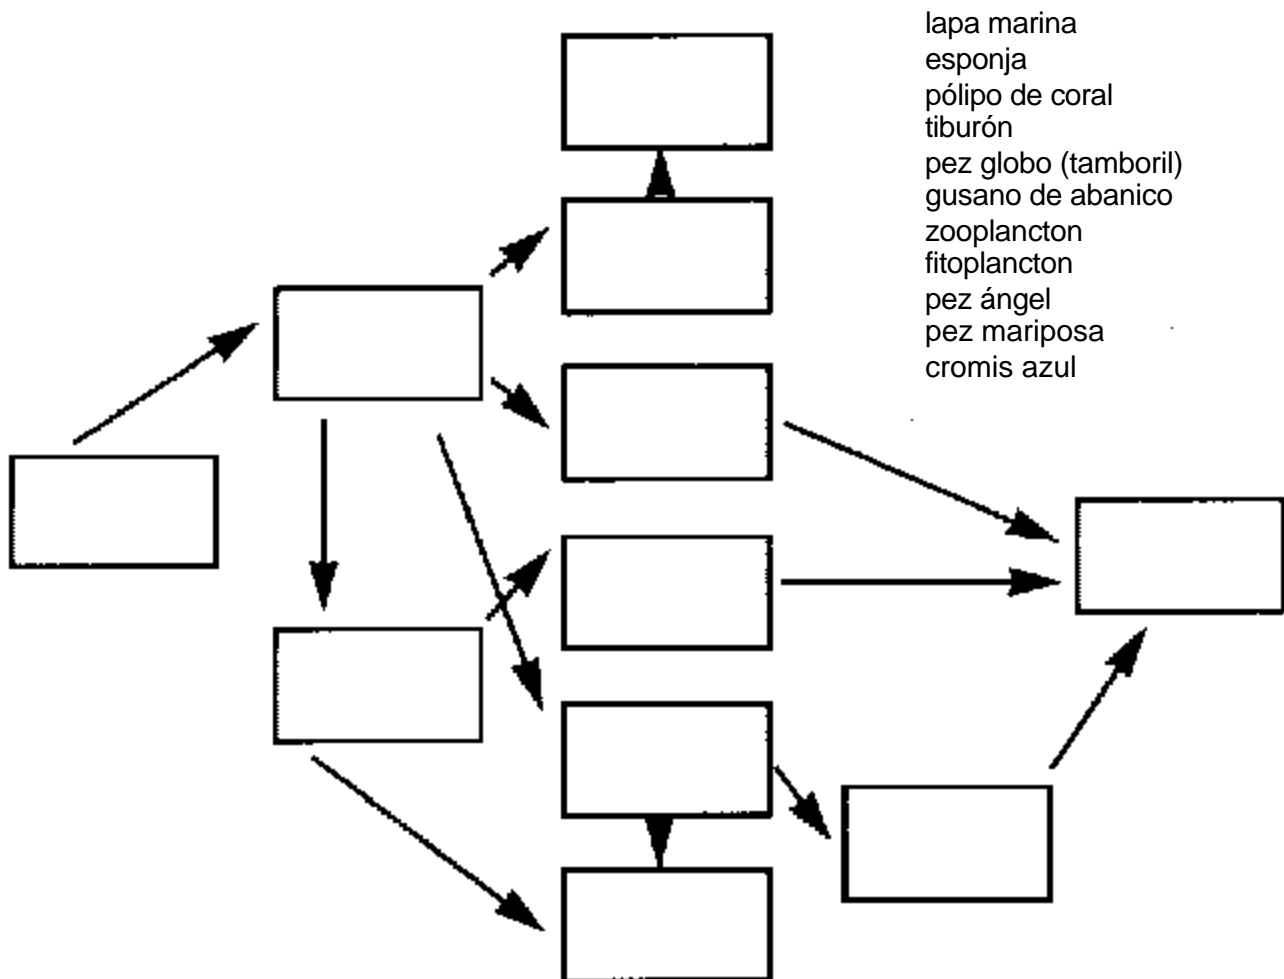 lapa marina
esponja
pólipo de coral
tiburón
pez globo (tamboril)
gusano de abanico
zooplancton
fitoplancton
pez ángel
pez mariposa
cromis azul